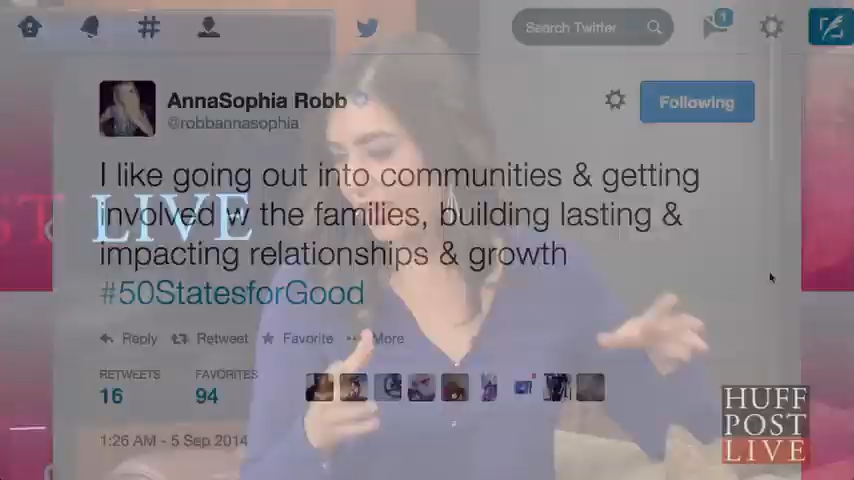 Search Twitter
1
AnnaSophia Robb
@robbannasophia
Following
I like going out into communities & getting
involved w the families, building lasting &
impacting relationships & growth
#50StatesforGood
ST LIVE
Reply Retweet Favorite More
RETWEETS FAVORITES
16 94
1:26 AM - 5 Sep 2014
HUFF
POST
LIVE